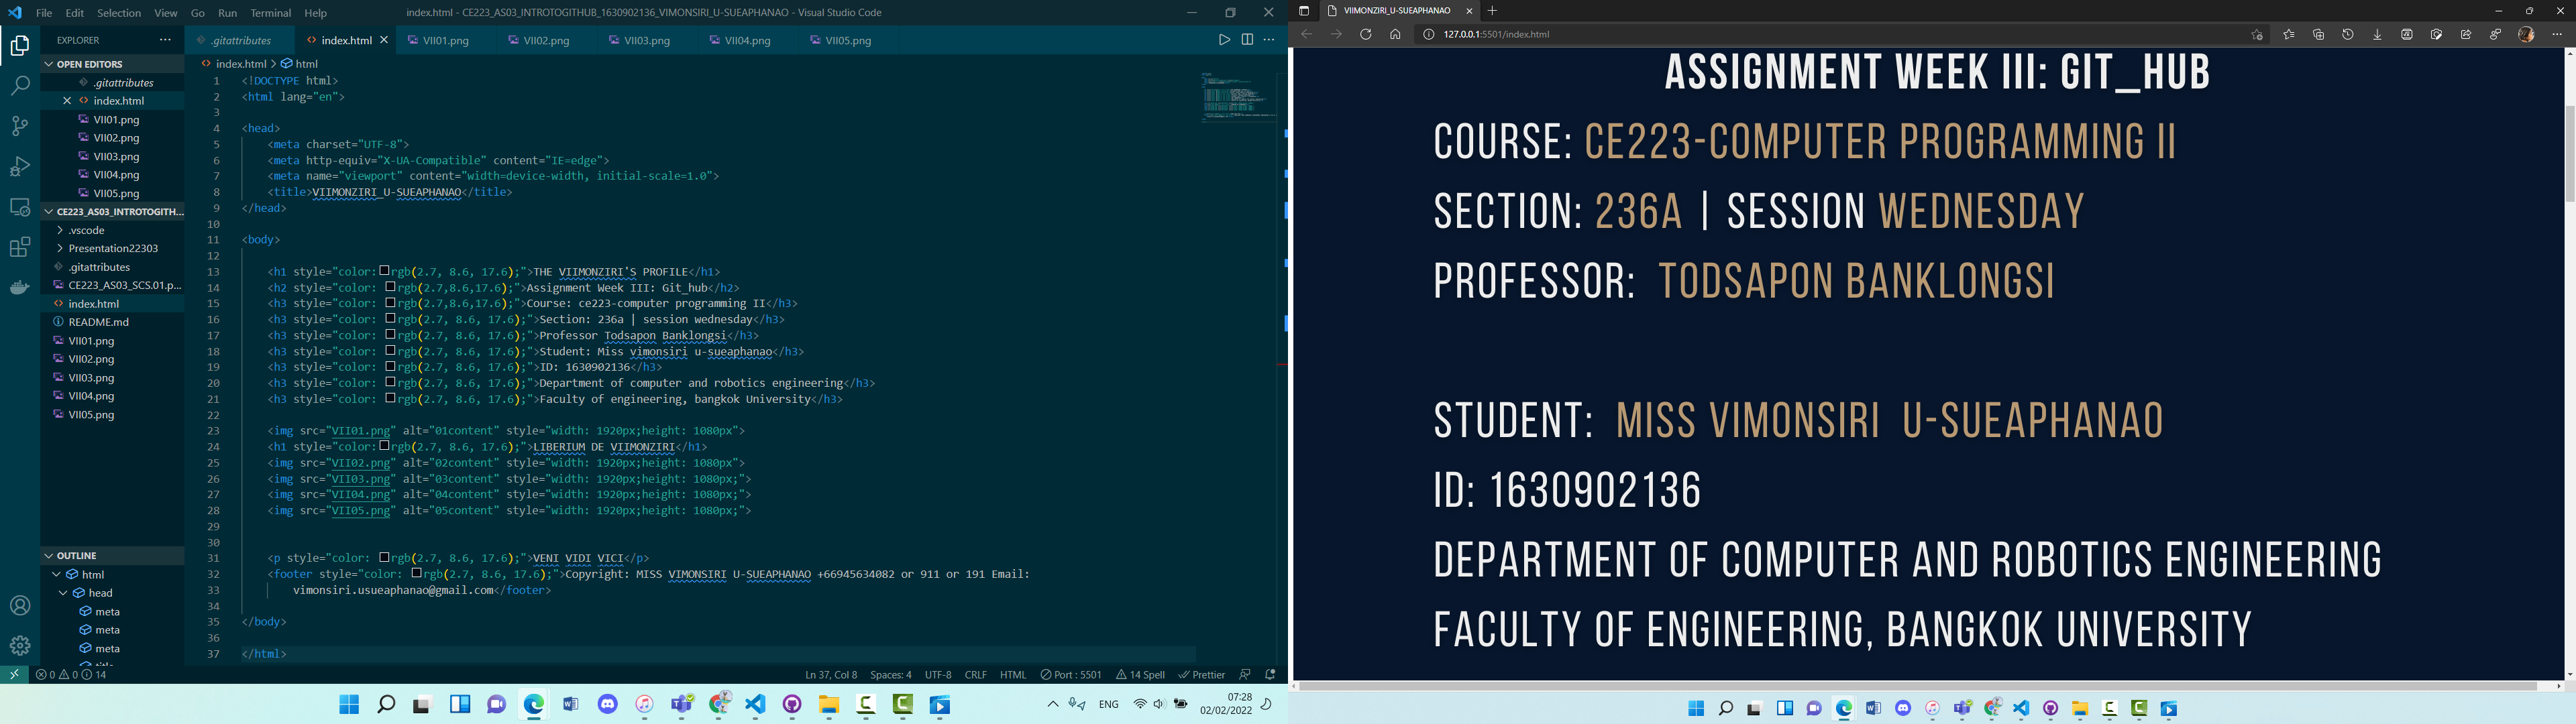 File Edit Selection View Go Run Terminal Help
index.html - CE223_AS03_INTROTOGITHUB_1630902136_VIMONSIRI_U-SUEAPHANAO - Visual Studio Code
EXPLORER
OPEN EDITORS
.gitattributes
index.html
VII01.png
VII02.png
VII03.png
VII04.png
VII05.png
CE223_AS03_INTROTOGITH...
.vscode
Presentation22303
.gitattributes
CE223_AS03_SCS.01.p...
index.html
README.md
VII01.png
VII02.png
VII03.png
VII04.png
VII05.png
OUTLINE
html
head
meta
meta
meta
.gitattributes index.html VII01.png VII02.png VII03.png VII04.png VII05.png
index.html > html
1 <!DOCTYPE html>
2 <html lang="en">
3
4 <head>
5 <meta charset="UTF-8">
6 <meta http-equiv="X-UA-Compatible" content="IE=edge">
7 <meta name="viewport" content="width=device-width, initial-scale=1.0">
8 <title>VIIMONZIRI_U-SUEAPHANAO</title>
9 </head>
10
11 <body>
12
13 <h1 style="color:rgb(2.7, 8.6, 17.6);">THE VIIMONZIRI'S PROFILE</h1>
14 <h2 style="color: rgb(2.7,8.6,17.6);">Assignment Week III: Git_hub</h2>
15 <h3 style="color: rgb(2.7,8.6,17.6);">Course: ce223-computer programming II</h3>
16 <h3 style="color: rgb(2.7, 8.6, 17.6);">Section: 236a | session wednesday</h3>
17 <h3 style="color: rgb(2.7, 8.6, 17.6);">Professor Todsapon Banklongsi</h3>
18 <h3 style="color: rgb(2.7, 8.6, 17.6);">Student: Miss vimonsiri u-sueaphanao</h3>
19 <h3 style="color: rgb(2.7, 8.6, 17.6);">ID: 1630902136</h3>
20 <h3 style="color: rgb(2.7, 8.6, 17.6);">Department of computer and robotics engineering</h3>
21 <h3 style="color: rgb(2.7, 8.6, 17.6);">Faculty of engineering, bangkok University</h3>
22
23 <img src="VII01.png" alt="01content" style="width: 1920px;height: 1080px">
24 <h1 style="color:rgb(2.7, 8.6, 17.6);">LIBERIUM DE VIIMONZIRI</h1>
25 <img src="VII02.png" alt="02content" style="width: 1920px;height: 1080px">
26 <img src="VII03.png" alt="03content" style="width: 1920px;height: 1080px;">
27 <img src="VII04.png" alt="04content" style="width: 1920px;height: 1080px;">
28 <img src="VII05.png" alt="05content" style="width: 1920px;height: 1080px;">
29
30
31 <p style="color: rgb(2.7, 8.6, 17.6);">VENI VIDI VICI</p>
32 <footer style="color: rgb(2.7, 8.6, 17.6);">Copyright: MISS VIMONSIRI U-SUEAPHANAO +66945634082 or 911 or 191 Email:
33 vimonsiri.usueaphanao@gmail.com</footer>
34
35 </body>
36
37 </html>
0 0 14
Ln 37, Col 8 Spaces: 4 UTF-8 CRLF HTML Port : 5501 14 Spell Prettier
ENG 07:28
02/02/2022
VIIMONZIRI_U-SUEAPHANAO
127.0.0.1:5501/index.html
ASSIGNMENT WEEK III: GIT_HUB
COURSE: CE223-COMPUTER PROGRAMMING II
SECTION: 236A | SESSION WEDNESDAY
PROFESSOR: TODSAPON BANKLONGSI
STUDENT: MISS VIMONSIRI U-SUEAPHANAO
ID: 1630902136
DEPARTMENT OF COMPUTER AND ROBOTICS ENGINEERING
FACULTY OF ENGINEERING, BANGKOK UNIVERSITY